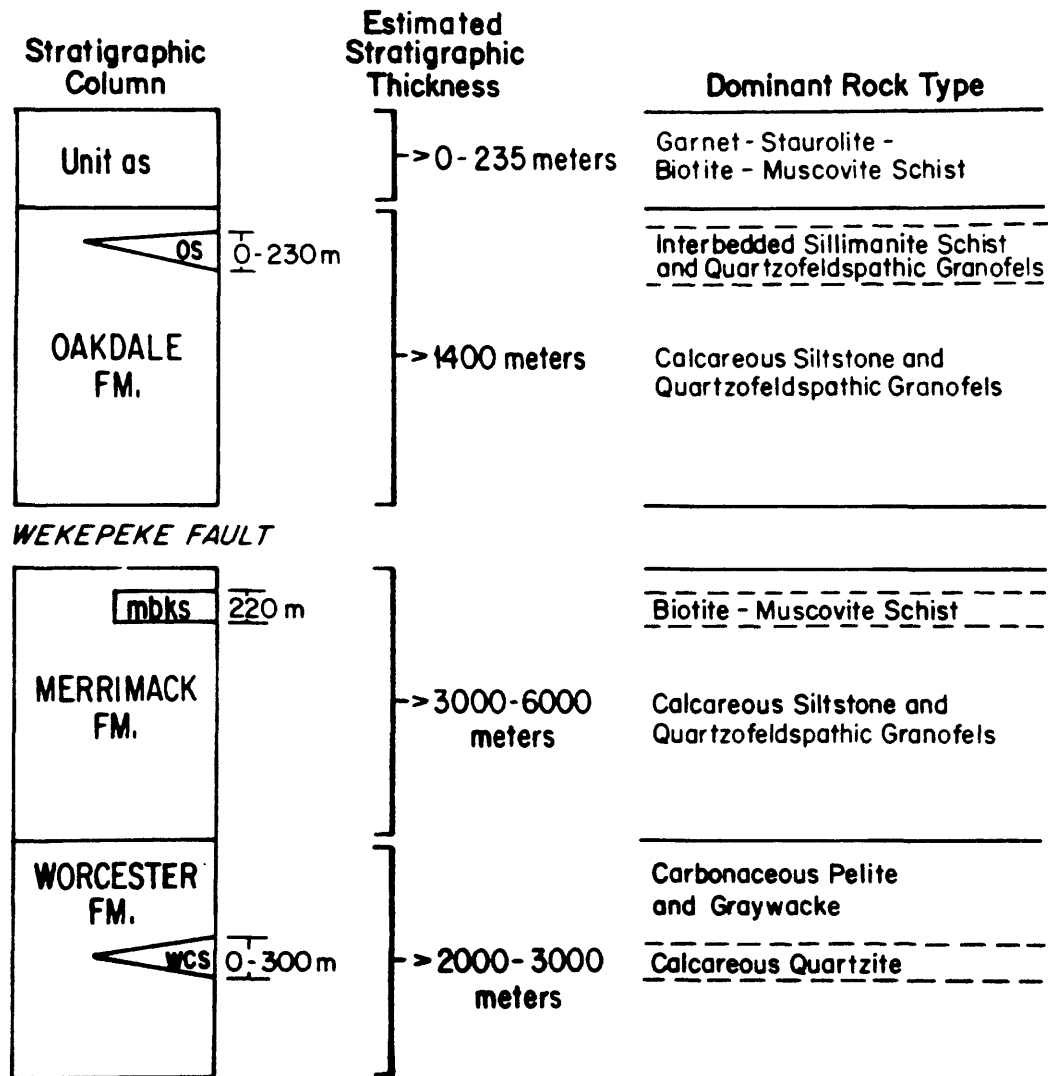 Stratigraphic
Column
Estimated
Stratigraphic
Thickness
Dominant Rock Type
Unit as
>0-235 meters
Garnet - Staurolite -
Biotite - Muscovite Schist
os
0-230 m
Interbedded Sillimanite Schist
and Quartzofeldspathic Granofels
OAKDALE
FM.
>1400 meters
Calcareous Siltstone and
Quartzofeldspathic Granofels
WEKEPEKE FAULT
mbks
220 m
Biotite - Muscovite Schist
MERRIMACK
FM.
>3000-6000
meters
Calcareous Siltstone and
Quartzofeldspathic Granofels
WORCESTER
FM.
Carbonaceous Pelite
and Graywacke
wcs
0-300 m
>2000-3000
meters
Calcareous Quartzite